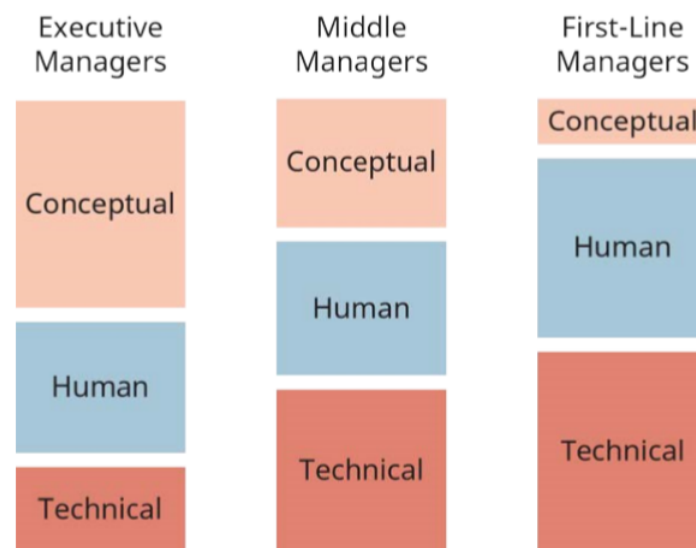 Executive
Managers
Middle
Managers
First-Line
Managers
Conceptual
Human
Technical
Conceptual
Human
Technical
Conceptual
Human
Technical